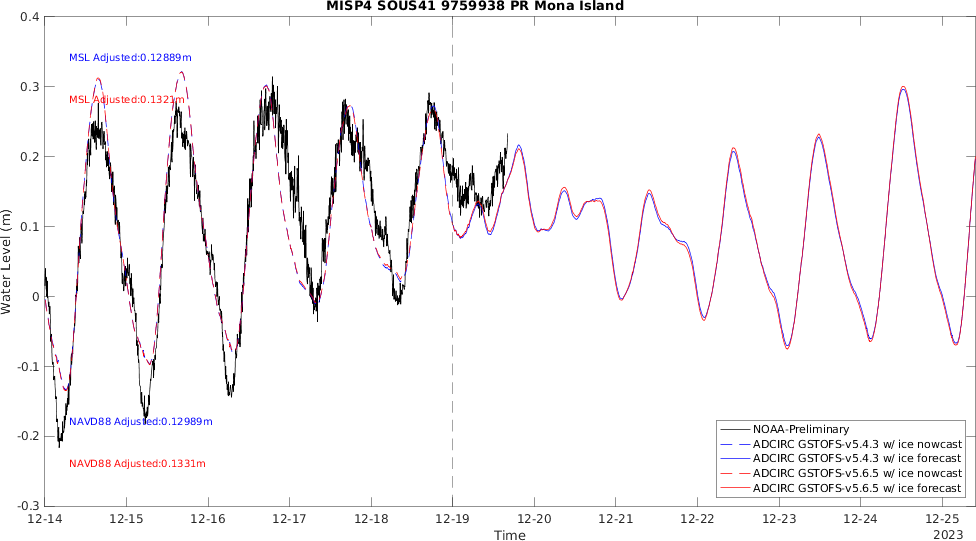 MISP4 SOUS41 9759938 PR Mona Island
0.4
0.3
0.2
0.1
0
-0.1
-0.2
-0.3
Water Level (m)
MSL Adjusted:0.12889m
MSL Adjusted:0.1321m
NAVD88 Adjusted:0.12989m
NAVD88 Adjusted:0.1331m
NOAA-Preliminary
ADCIRC GSTOFS-v5.4.3 w/ ice nowcast
ADCIRC GSTOFS-v5.4.3 w/ ice forecast
ADCIRC GSTOFS-v5.6.5 w/ ice nowcast
ADCIRC GSTOFS-v5.6.5 w/ ice forecast
12-14 12-15 12-16 12-17 12-18 12-19 12-20 12-21 12-22 12-23 12-24 12-25
Time
2023